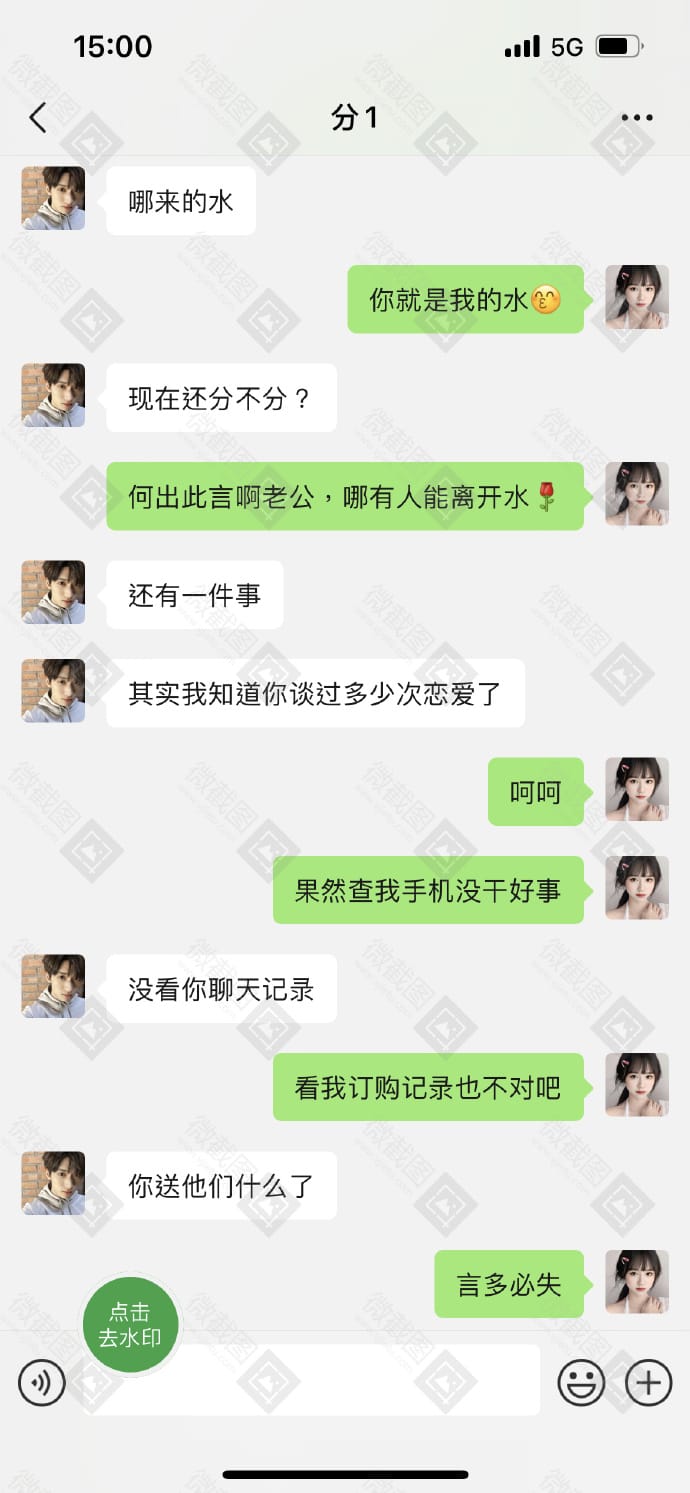 15:00
5G
分1
哪来的水
你就是我的水😙
现在还分不分？
何出此言啊老公，哪有人能离开水🌹
还有一件事
其实我知道你谈过多少次恋爱了
呵呵
果然查我手机没干好事
没看你聊天记录
看我订购记录也不对吧
你送他们什么了
言多必失
点击
去水印
微截图